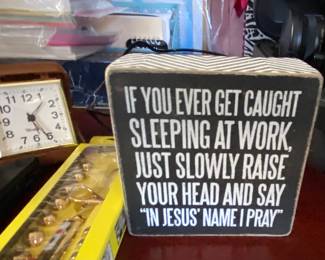 IF YOU EVER GET CAUGHT
SLEEPING AT WORK,
JUST SLOWLY RAISE
YOUR HEAD AND SAY
"IN JESUS' NAME I PRAY"